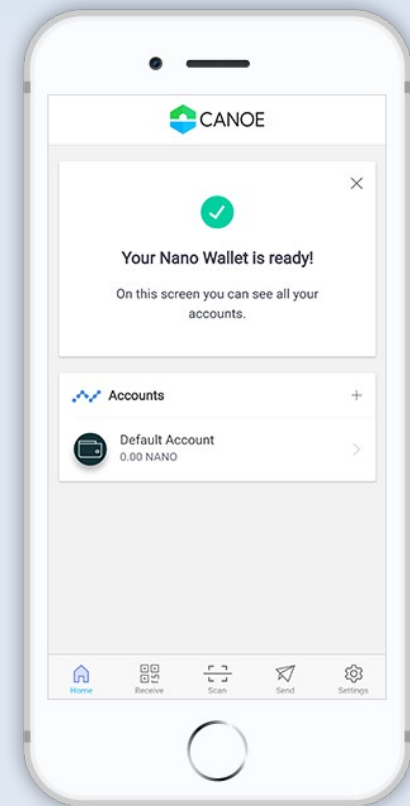 CANOE
Your Nano Wallet is ready!
On this screen you can see all your
accounts.
Accounts
Default Account
0.00 NANO
Home
Receive
Scan
Send
Settings